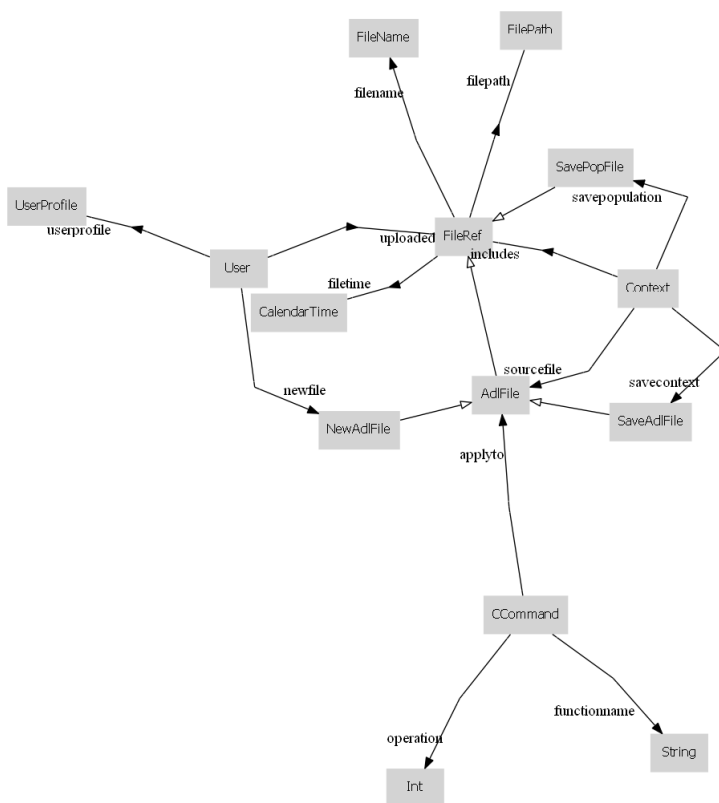 FilePath
FileName
filepath
filename
SavePopFile
savepopulation
UserProfile
userprofile
uploaded
FileRef
includes
User
filetime
Context
CalendarTime
sourcefile
savecontext
newfile
AdlFile
NewAdlFile
SaveAdlFile
applyto
CCommand
functionname
operation
String
Int